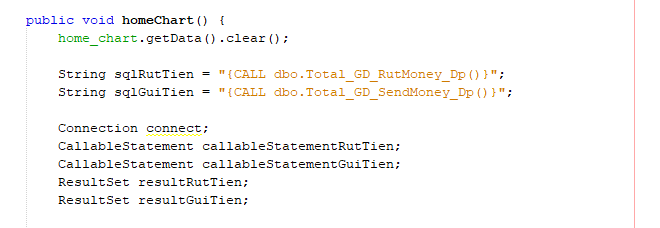 public void homeChart() {
home_chart.getData().clear();
String sqlRutTien = "{CALL dbo.Total_GD_RutMoney_Dp()}";
String sqlGuiTien = "{CALL dbo.Total_GD_SendMoney_Dp()}";
Connection connect;
CallableStatement callableStatementRutTien;
CallableStatement callableStatementGuiTien;
ResultSet resultRutTien;
ResultSet resultGuiTien;